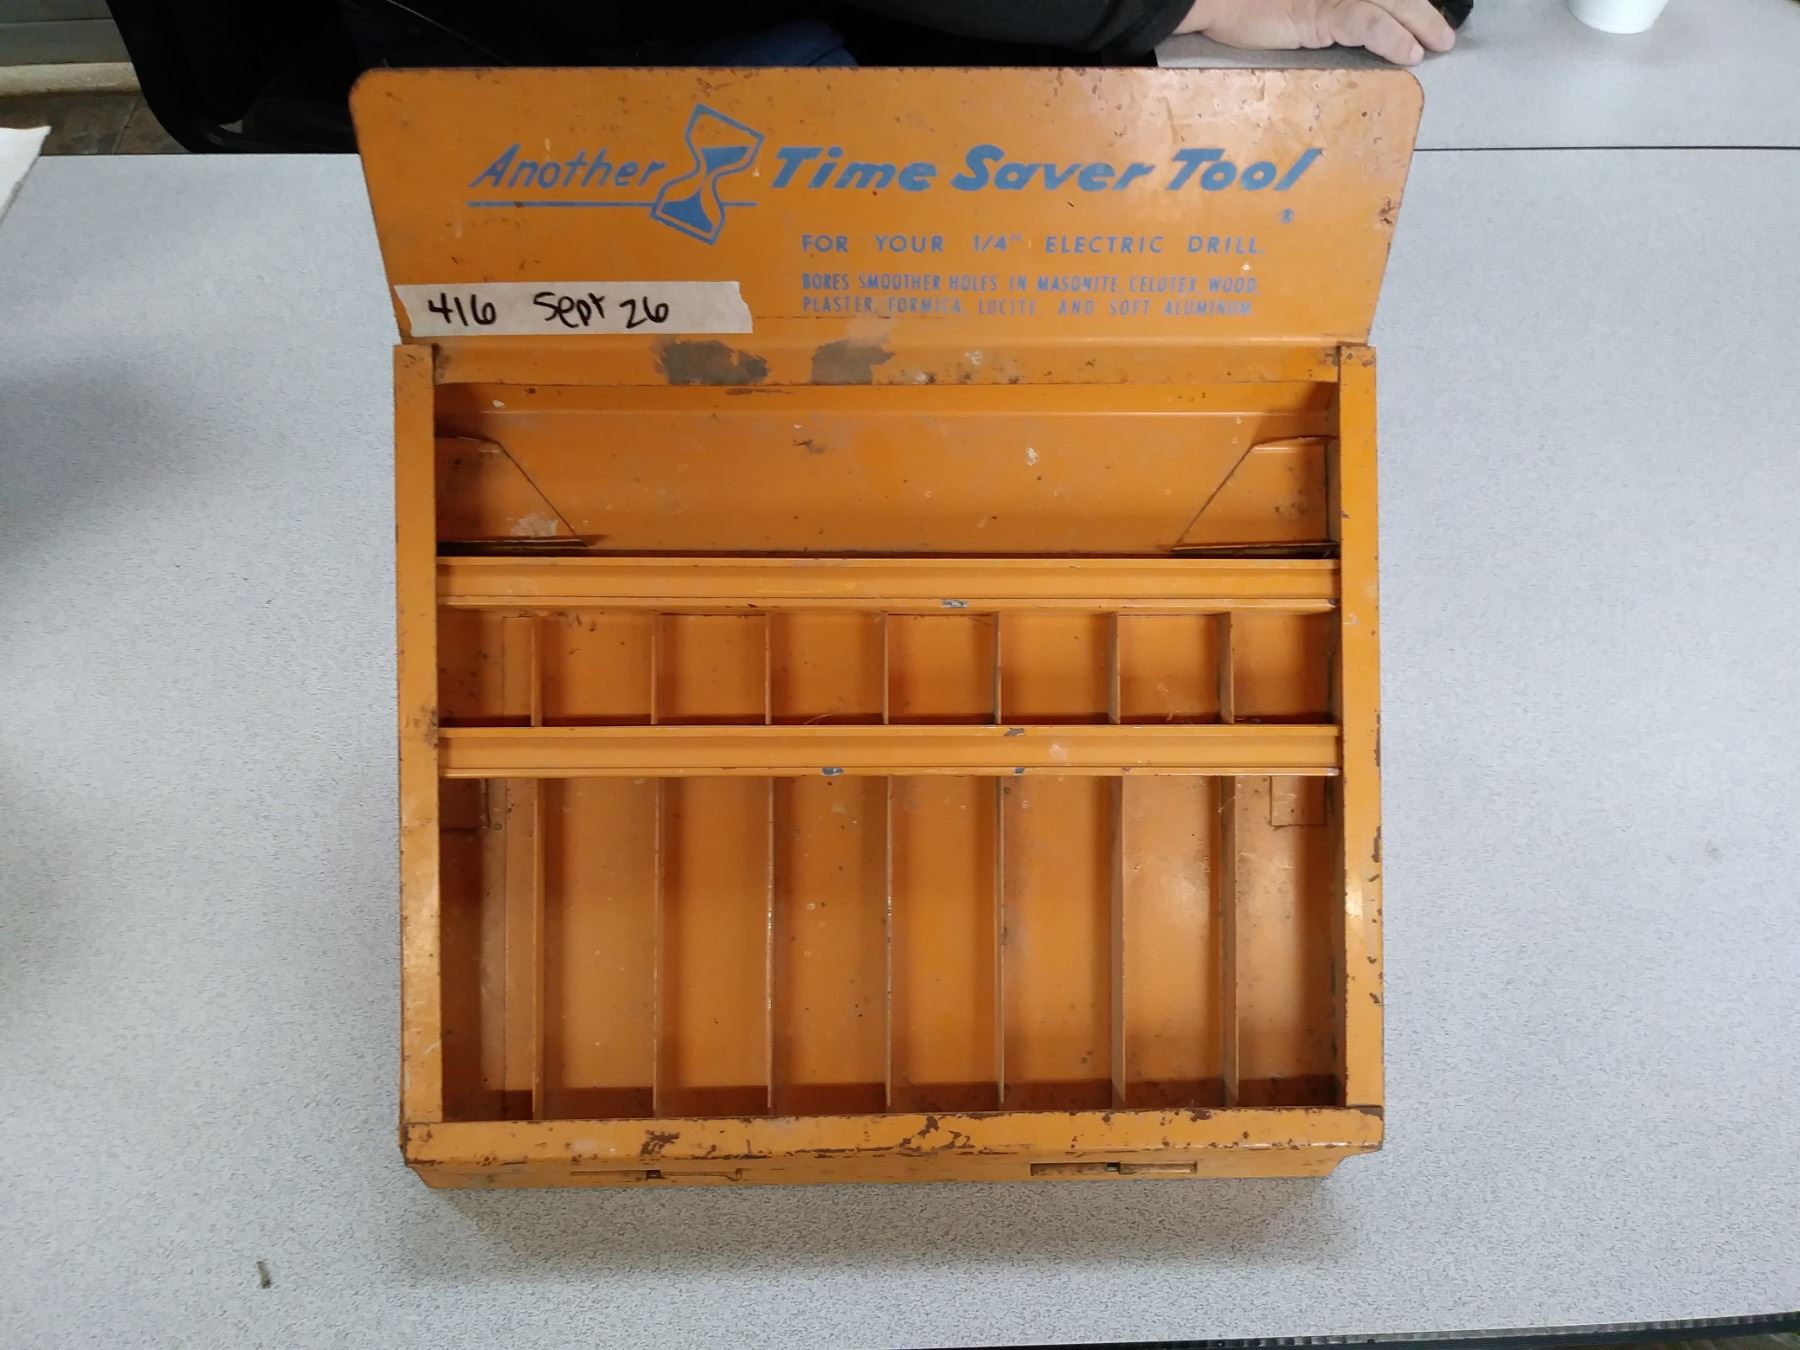 Another Time Saver Tool ®
FOR YOUR 1/4" ELECTRIC DRILL
BORES SMOOTHER HOLES IN MASONITE, CELOTEX, WOOD,
PLASTER, FORMICA, LUCITE AND SOFT ALUMINUM.
416 Sept 26